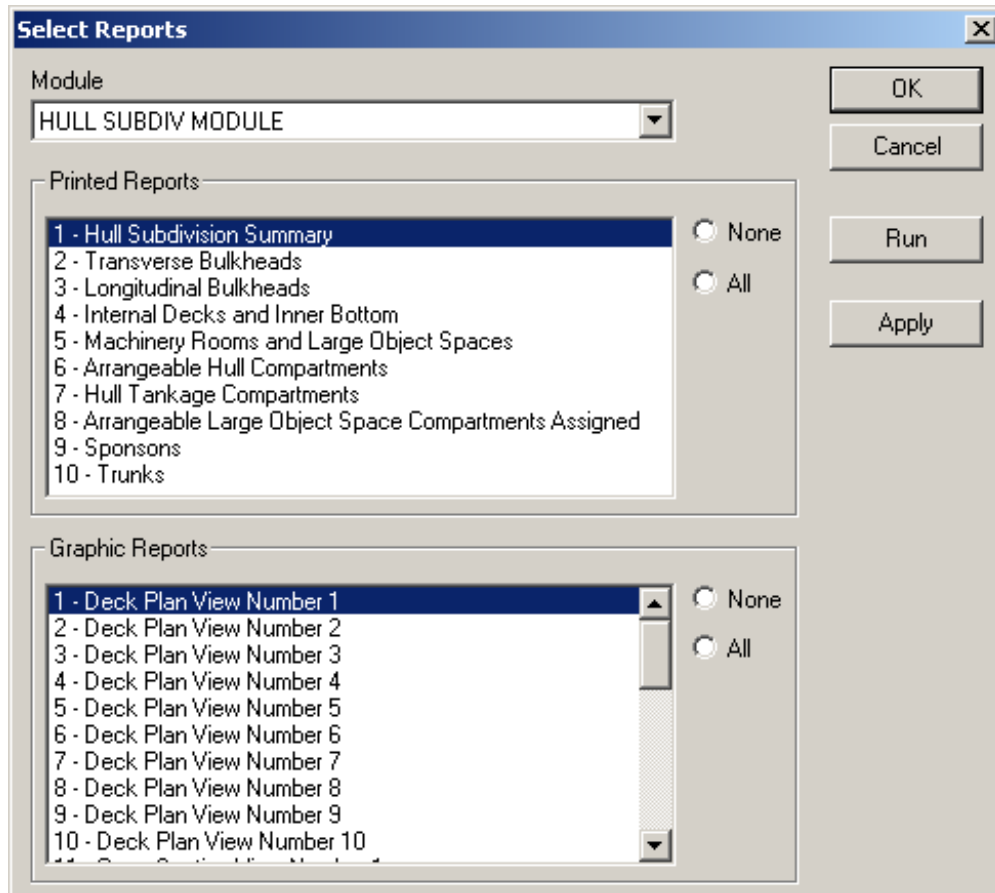 Select Reports
Module
HULL SUBDIV MODULE
OK
Cancel
Printed Reports
1 - Hull Subdivision Summary
2 - Transverse Bulkheads
3 - Longitudinal Bulkheads
4 - Internal Decks and Inner Bottom
5 - Machinery Rooms and Large Object Spaces
6 - Arrangeable Hull Compartments
7 - Hull Tankage Compartments
8 - Arrangeable Large Object Space Compartments Assigned
9 - Sponsons
10 - Trunks
None
All
Run
Apply
Graphic Reports
1 - Deck Plan View Number 1
2 - Deck Plan View Number 2
3 - Deck Plan View Number 3
4 - Deck Plan View Number 4
5 - Deck Plan View Number 5
6 - Deck Plan View Number 6
7 - Deck Plan View Number 7
8 - Deck Plan View Number 8
9 - Deck Plan View Number 9
10 - Deck Plan View Number 10
None
All